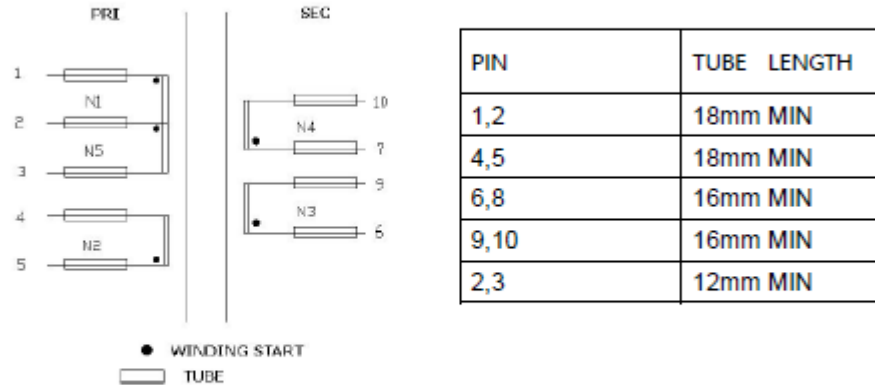 PRI SEC
1
N1
2
N5
3
4
N2
5
10
N4
7
9
N3
6
WINDING START
TUBE
PIN TUBE LENGTH
1,2 18mm MIN
4,5 18mm MIN
6,8 16mm MIN
9,10 16mm MIN
2,3 12mm MIN